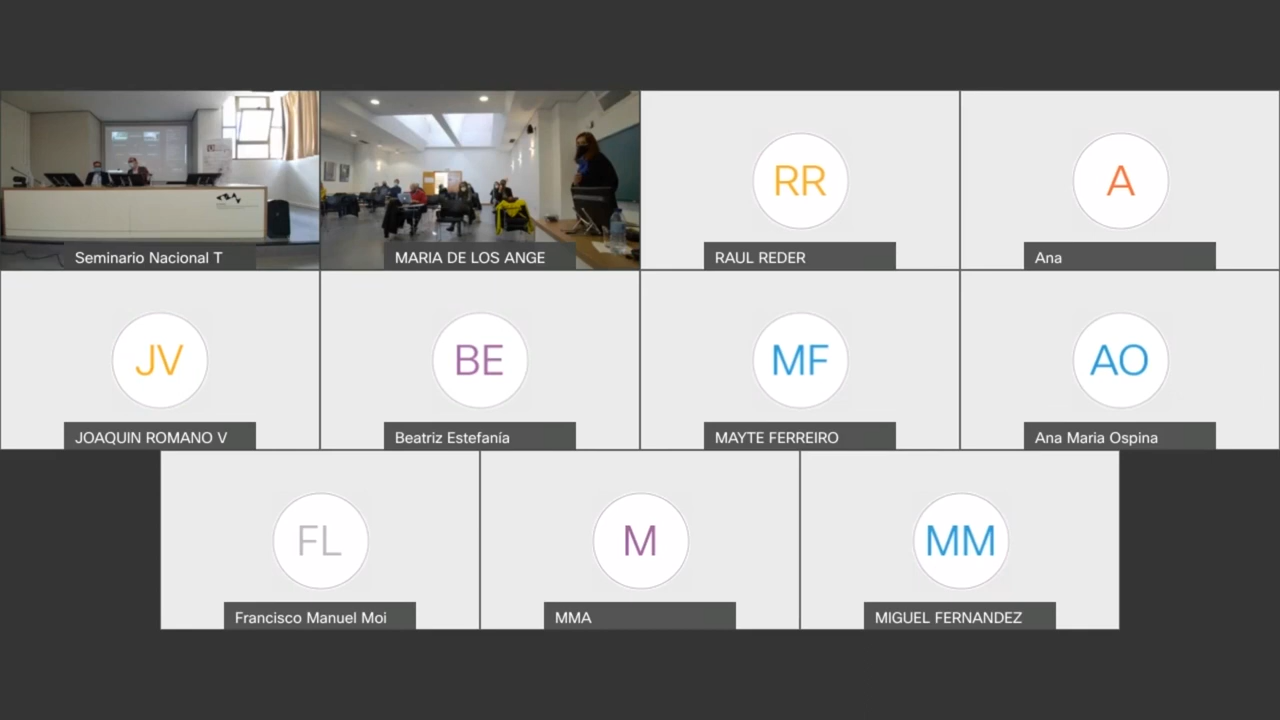 Seminario Nacional T
MARIA DE LOS ANGE
RR
RAUL REDER
A
Ana
JV
JOAQUIN ROMANO V
BE
Beatriz Estefanía
MF
MAYTE FERREIRO
AO
Ana Maria Ospina
FL
Francisco Manuel Moi
M
MMA
MM
MIGUEL FERNANDEZ